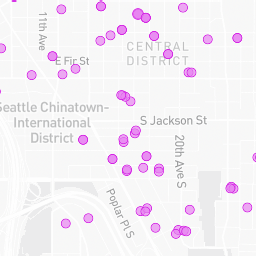 11th Ave
CENTRAL
DISTRICT
E Fir St
Seattle Chinatown-
International
District
S Jackson St
20th Ave S
Poplar Pl S